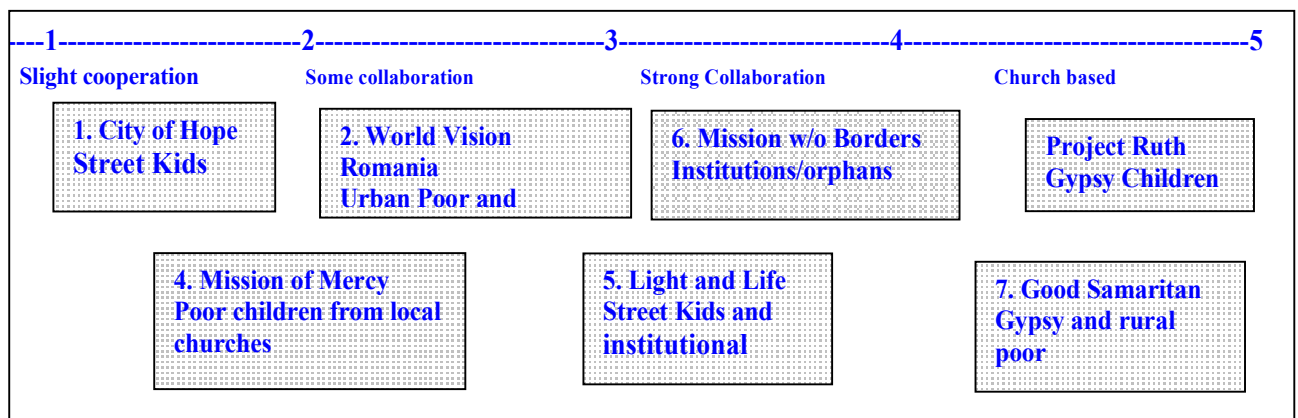 ----1---------------------------2--------------------------------3------------------------------4--------------------------------------5
Slight cooperation Some collaboration Strong Collaboration Church based
1. City of Hope
Street Kids
2. World Vision
Romania
Urban Poor and
6. Mission w/o Borders
Institutions/orphans
Project Ruth
Gypsy Children
4. Mission of Mercy
Poor children from local
churches
5. Light and Life
Street Kids and
institutional
7. Good Samaritan
Gypsy and rural
poor